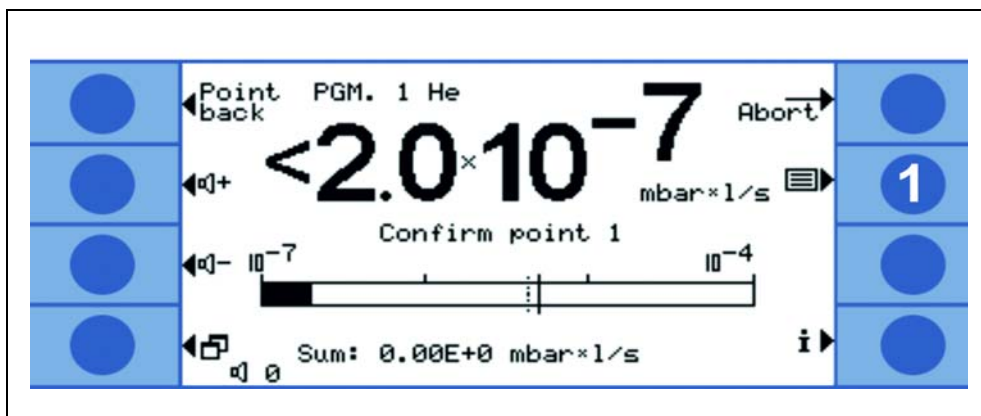 Point back
PGM. 1 He
Abort
<2.0×10⁻⁷
mbar×l/s
1
+
Confirm point 1
-
10⁻⁷
10⁻⁴
Sum: 0.00E+0 mbar×l/s
i
0